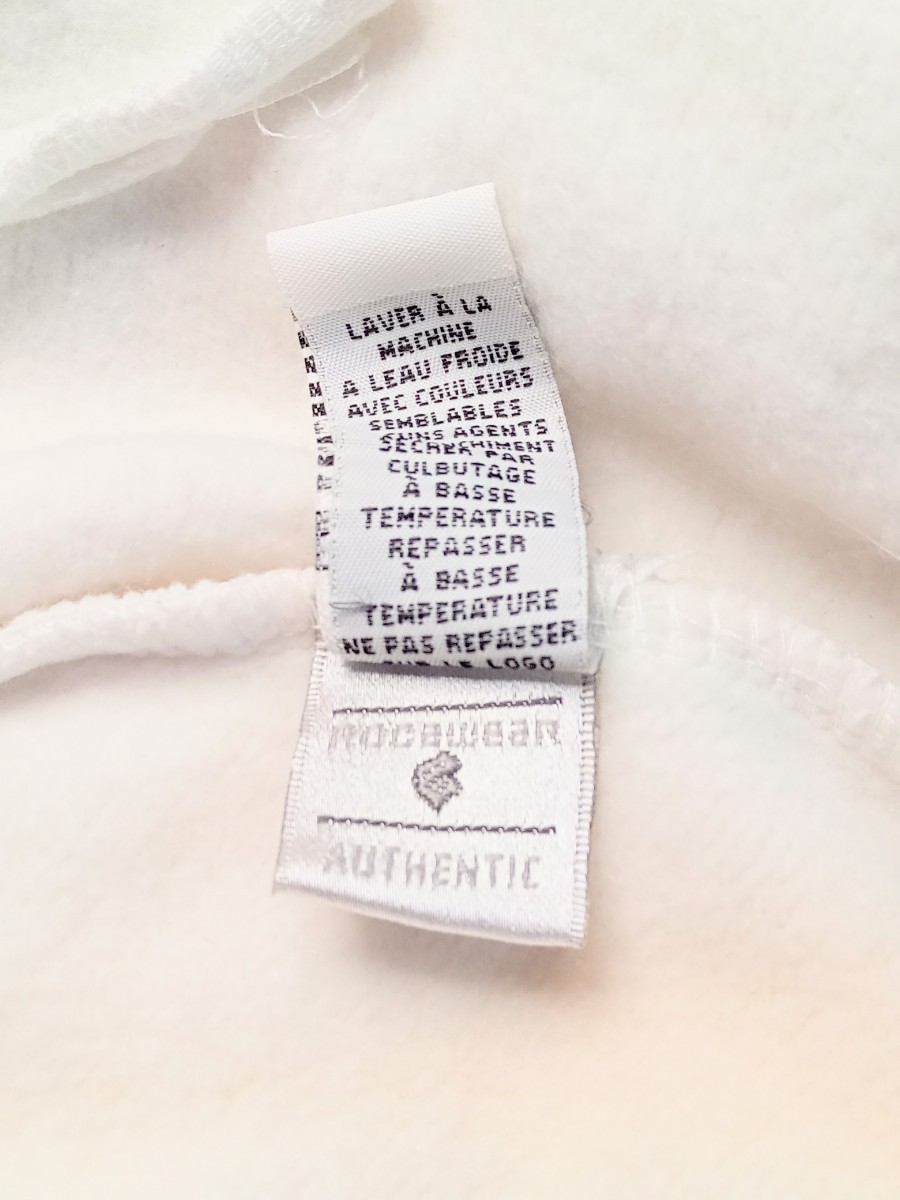 LAVER À LA
MACHINE
A LEAU FROIDE
AVEC COULEURS
SEMBLABLES
SANS AGENTS
SÉCHER
PAR
CULBUTAGE
À BASSE
TEMPERATURE
REPASSER
À BASSE
TEMPERATURE
NE PAS REPASSER
SUR LE LOGO
Rocawear
AUTHENTIC